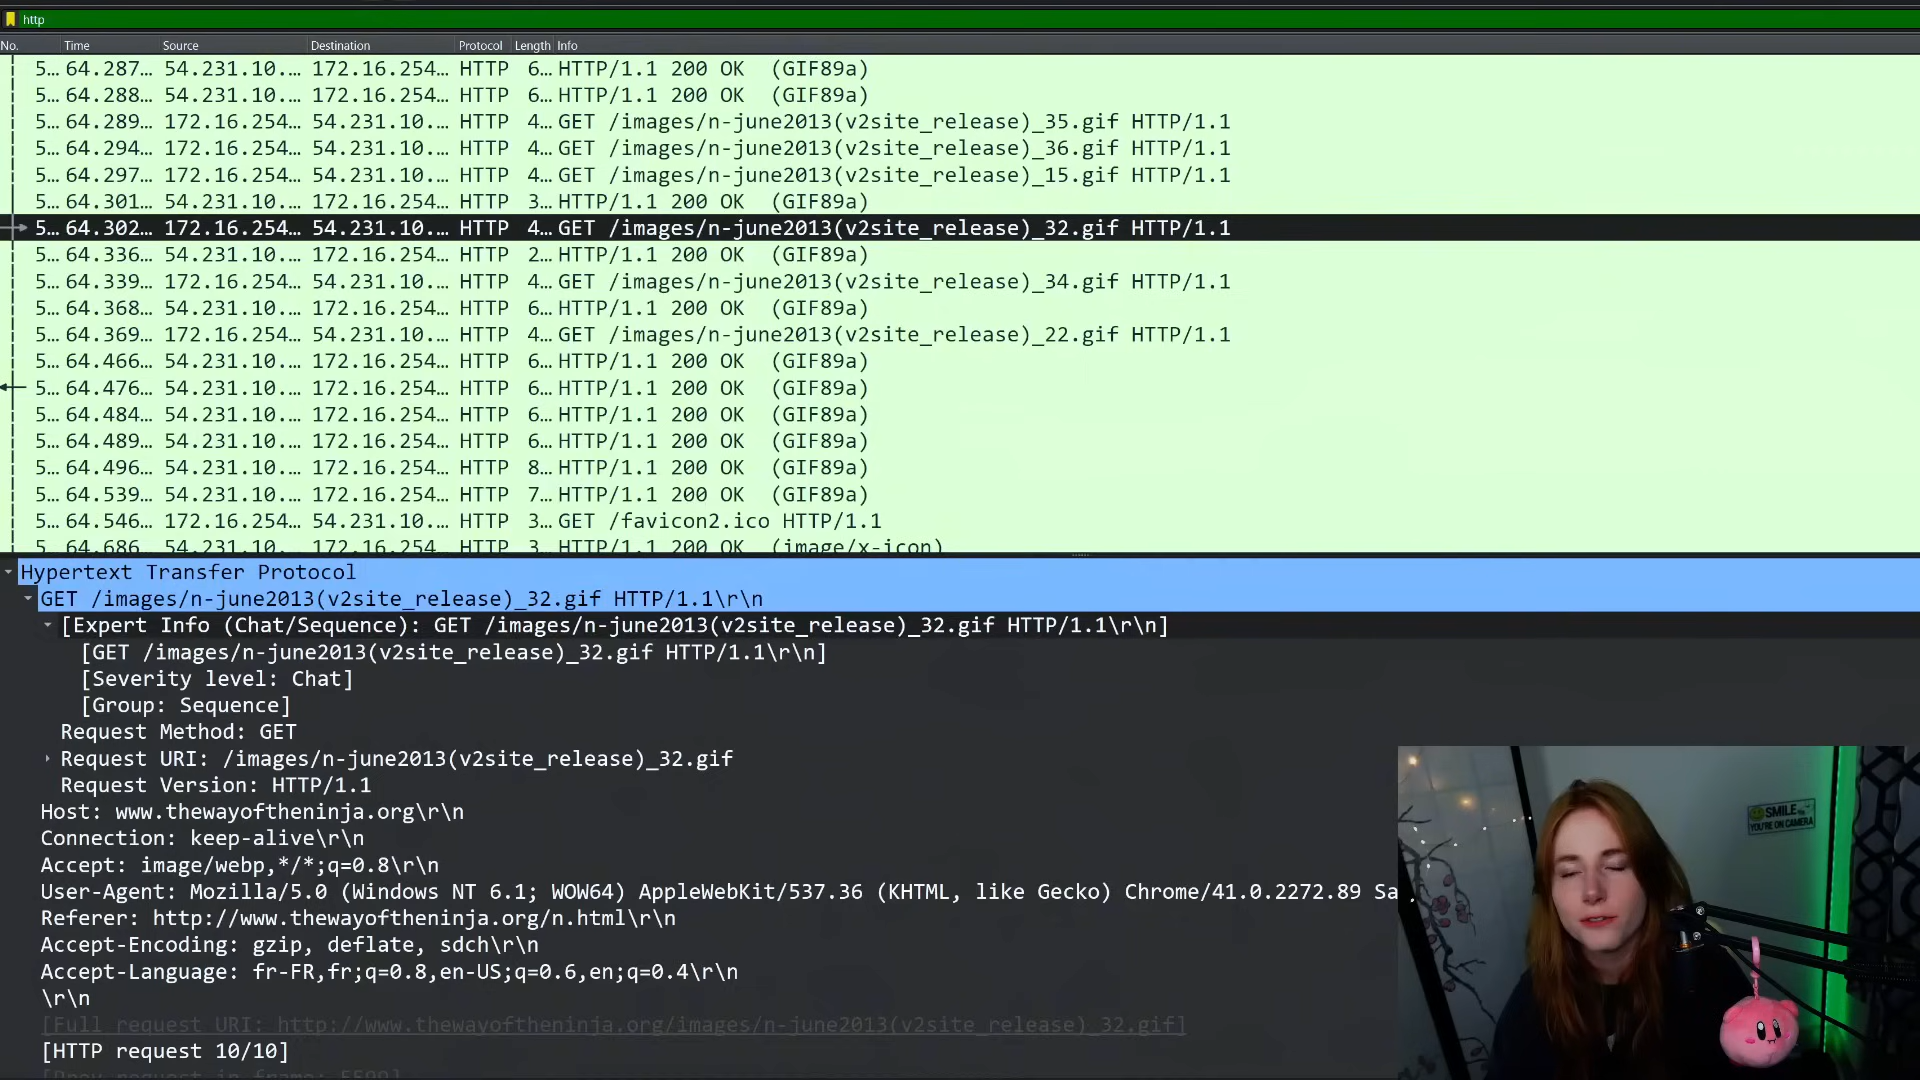 http
No. Time Source Destination Protocol Length Info
5… 64.287… 54.231.10.… 172.16.254… HTTP 6… HTTP/1.1 200 OK (GIF89a)
5… 64.288… 54.231.10.… 172.16.254… HTTP 6… HTTP/1.1 200 OK (GIF89a)
5… 64.289… 172.16.254… 54.231.10.… HTTP 4… GET /images/n-june2013(v2site_release)_35.gif HTTP/1.1
5… 64.294… 172.16.254… 54.231.10.… HTTP 4… GET /images/n-june2013(v2site_release)_36.gif HTTP/1.1
5… 64.297… 172.16.254… 54.231.10.… HTTP 4… GET /images/n-june2013(v2site_release)_15.gif HTTP/1.1
5… 64.301… 54.231.10.… 172.16.254… HTTP 3… HTTP/1.1 200 OK (GIF89a)
5… 64.302… 172.16.254… 54.231.10.… HTTP 4… GET /images/n-june2013(v2site_release)_32.gif HTTP/1.1
5… 64.336… 54.231.10.… 172.16.254… HTTP 2… HTTP/1.1 200 OK (GIF89a)
5… 64.339… 172.16.254… 54.231.10.… HTTP 4… GET /images/n-june2013(v2site_release)_34.gif HTTP/1.1
5… 64.368… 54.231.10.… 172.16.254… HTTP 6… HTTP/1.1 200 OK (GIF89a)
5… 64.369… 172.16.254… 54.231.10.… HTTP 4… GET /images/n-june2013(v2site_release)_22.gif HTTP/1.1
5… 64.466… 54.231.10.… 172.16.254… HTTP 6… HTTP/1.1 200 OK (GIF89a)
5… 64.476… 54.231.10.… 172.16.254… HTTP 6… HTTP/1.1 200 OK (GIF89a)
5… 64.484… 54.231.10.… 172.16.254… HTTP 6… HTTP/1.1 200 OK (GIF89a)
5… 64.489… 54.231.10.… 172.16.254… HTTP 6… HTTP/1.1 200 OK (GIF89a)
5… 64.496… 54.231.10.… 172.16.254… HTTP 8… HTTP/1.1 200 OK (GIF89a)
5… 64.539… 54.231.10.… 172.16.254… HTTP 7… HTTP/1.1 200 OK (GIF89a)
5… 64.546… 172.16.254… 54.231.10.… HTTP 3… GET /favicon2.ico HTTP/1.1
5… 64.686… 54.231.10.… 172.16.254… HTTP 3… HTTP/1.1 200 OK (image/x-icon)
Hypertext Transfer Protocol
GET /images/n-june2013(v2site_release)_32.gif HTTP/1.1\r\n
[Expert Info (Chat/Sequence): GET /images/n-june2013(v2site_release)_32.gif HTTP/1.1\r\n]
[GET /images/n-june2013(v2site_release)_32.gif HTTP/1.1\r\n]
[Severity level: Chat]
[Group: Sequence]
Request Method: GET
Request URI: /images/n-june2013(v2site_release)_32.gif
Request Version: HTTP/1.1
Host: www.thewayoftheninja.org\r\n
Connection: keep-alive\r\n
Accept: image/webp,*/*;q=0.8\r\n
User-Agent: Mozilla/5.0 (Windows NT 6.1; WOW64) AppleWebKit/537.36 (KHTML, like Gecko) Chrome/41.0.2272.89 Sa
Referer: http://www.thewayoftheninja.org/n.html\r\n
Accept-Encoding: gzip, deflate, sdch\r\n
Accept-Language: fr-FR,fr;q=0.8,en-US;q=0.6,en;q=0.4\r\n
\r\n
[Full request URI: http://www.thewayoftheninja.org/images/n-june2013(v2site_release)_32.gif]
[HTTP request 10/10]
[Prev request in frame: 5599]
SMILE
YOU'RE ON CAMERA